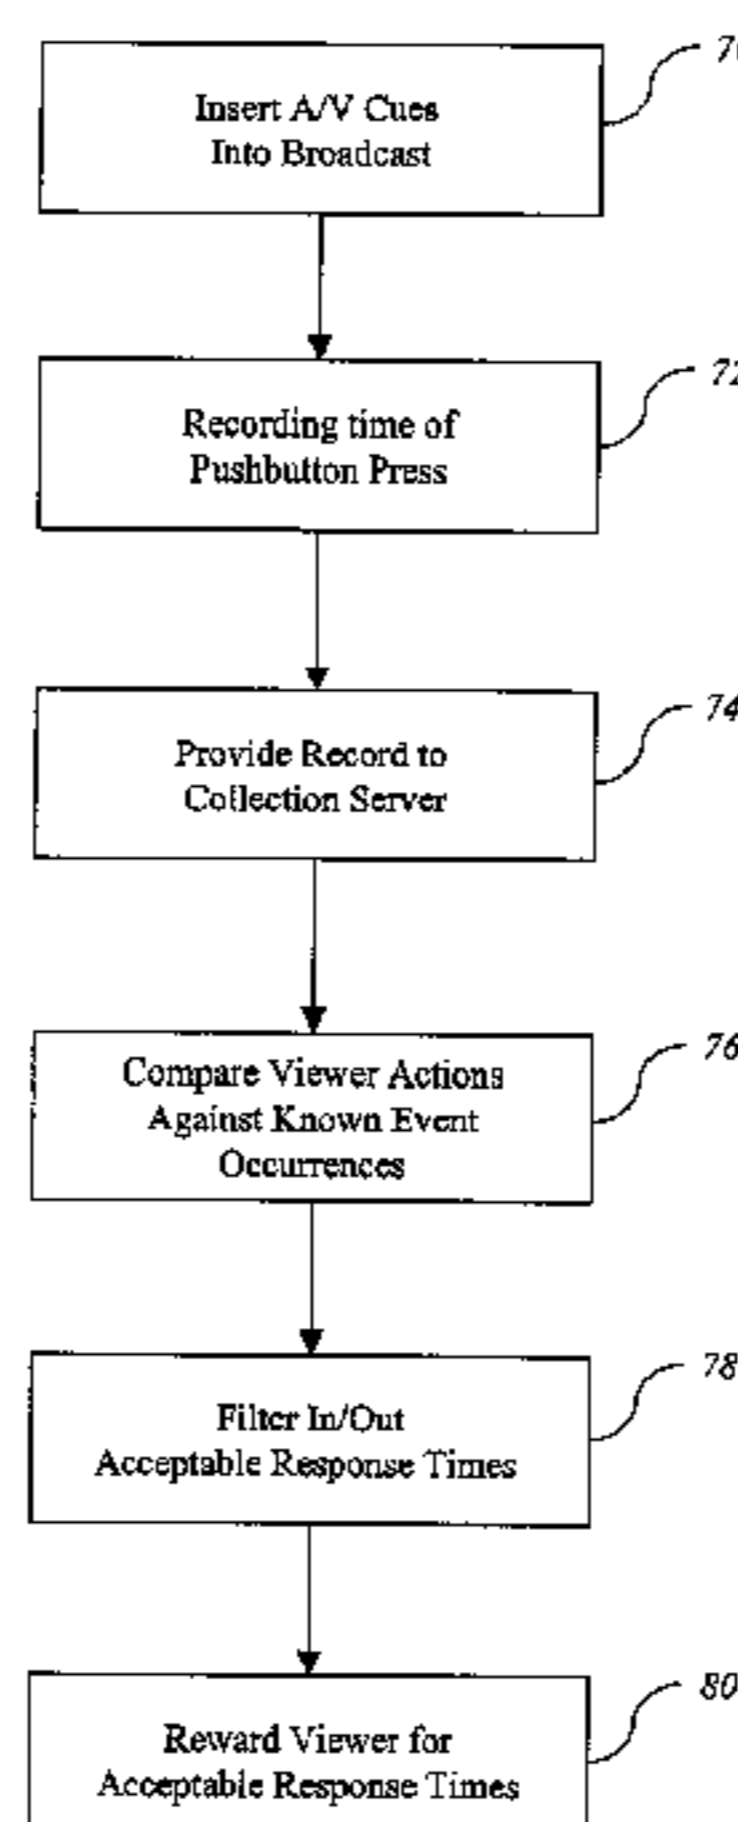 Insert A/V Cues
Into Broadcast
Recording time of
Pushbutton Press
72
Provide Record to
Collection Server
74
Compare Viewer Actions
Against Known Event
Occurrences
76
Filter In/Out
Acceptable Response Times
78
Reward Viewer for
Acceptable Response Times
80